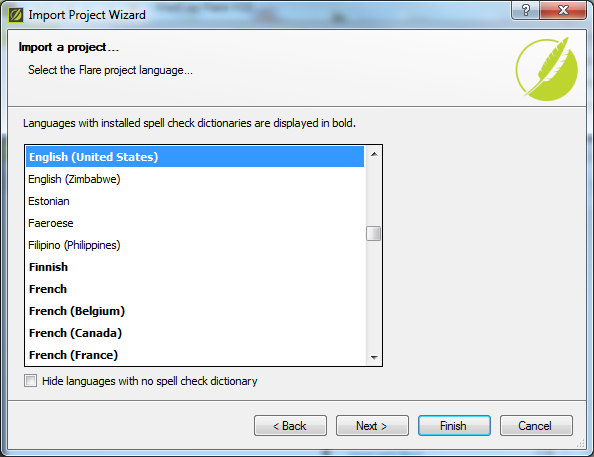 Import Project Wizard
Import a project...
Select the Flare project language...
Languages with installed spell check dictionaries are displayed in bold.
English (United States)
English (Zimbabwe)
Estonian
Faeroese
Filipino (Philippines)
Finnish
French
French (Belgium)
French (Canada)
French (France)
Hide languages with no spell check dictionary
< Back
Next >
Finish
Cancel